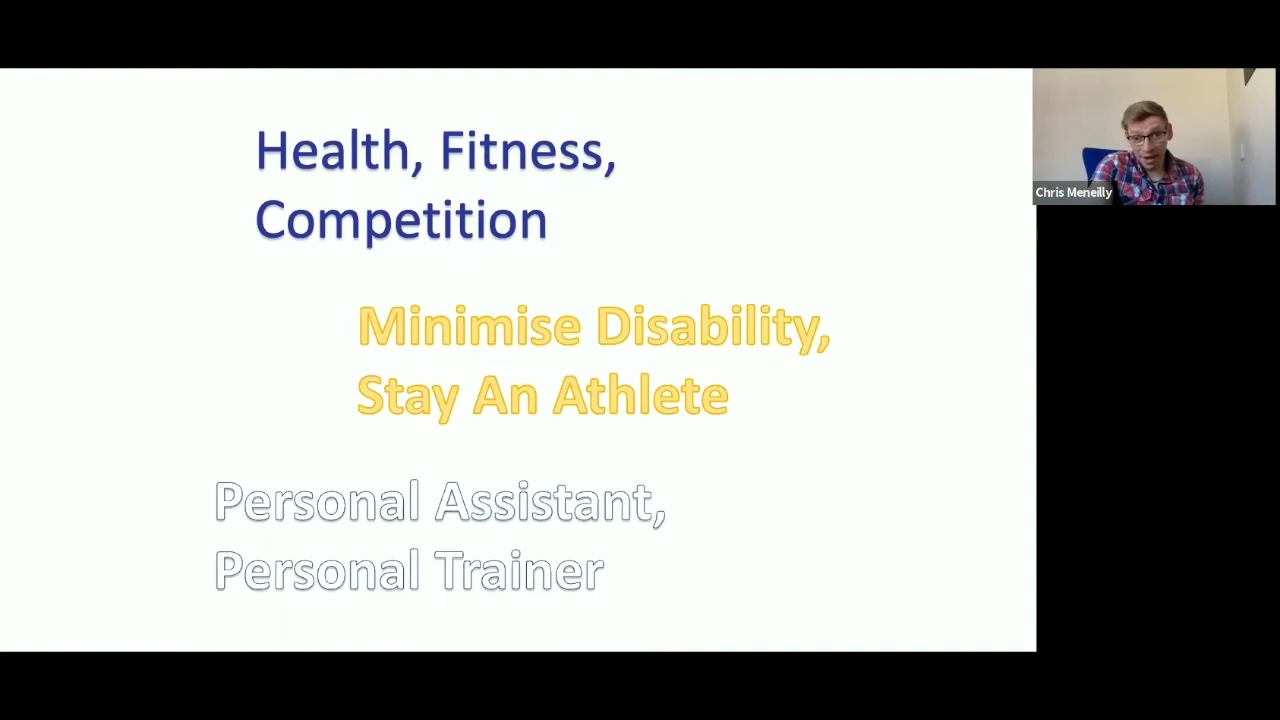 Health, Fitness,
Competition
Minimise Disability,
Stay An Athlete
Personal Assistant,
Personal Trainer
Chris Meneilly